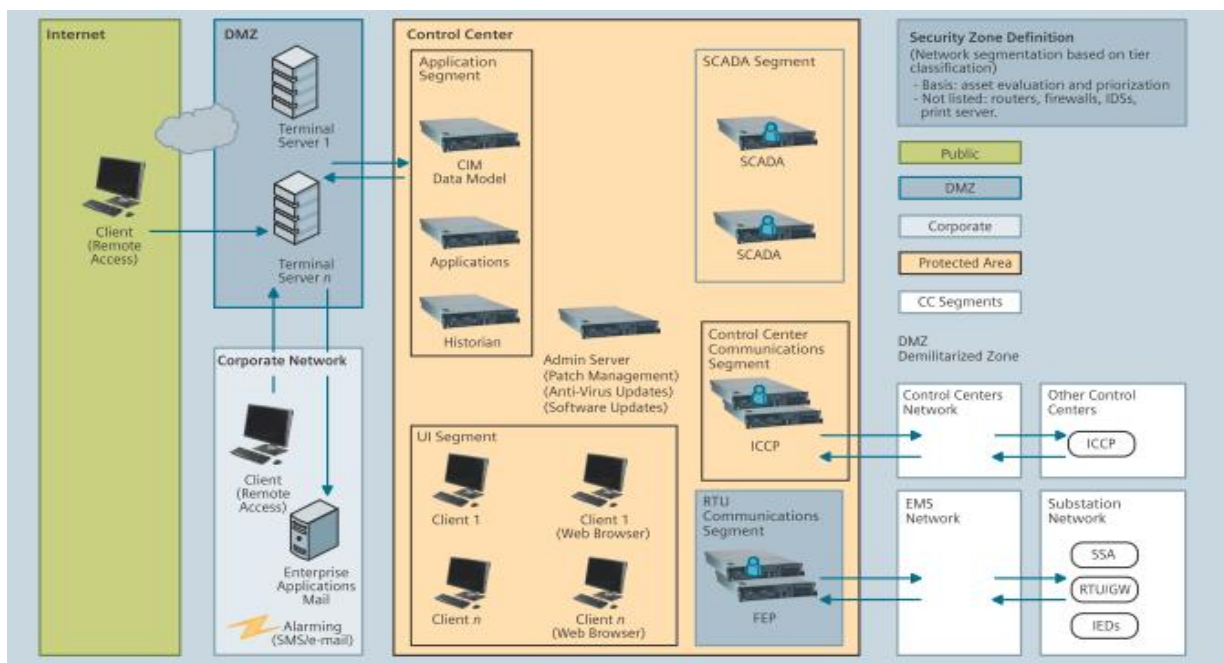 Internet
Client
(Remote
Access)
DMZ
Terminal
Server 1
Terminal
Server n
Corporate Network
Client
(Remote
Access)
Enterprise
Applications
Mail
Alarming
(SMS/e-mail)
Control Center
Application
Segment
CIM
Data Model
Applications
Historian
Admin Server
(Patch Management)
(Anti-Virus Updates)
(Software Updates)
UI Segment
Client 1
Client 1
(Web Browser)
Client n
Client n
(Web Browser)
SCADA Segment
SCADA
SCADA
Control Center
Communications
Segment
ICCP
RTU
Communications
Segment
FEP
Security Zone Definition
(Network segmentation based on tier
classification)
- Basis: asset evaluation and priorization
- Not listed: routers, firewalls, IDSs,
print server.
Public
DMZ
Corporate
Protected Area
CC Segments
DMZ
Demilitarized Zone
Control Centers
Network
Other Control
Centers
ICCP
EMS
Network
Substation
Network
SSA
RTU/GW
IEDs